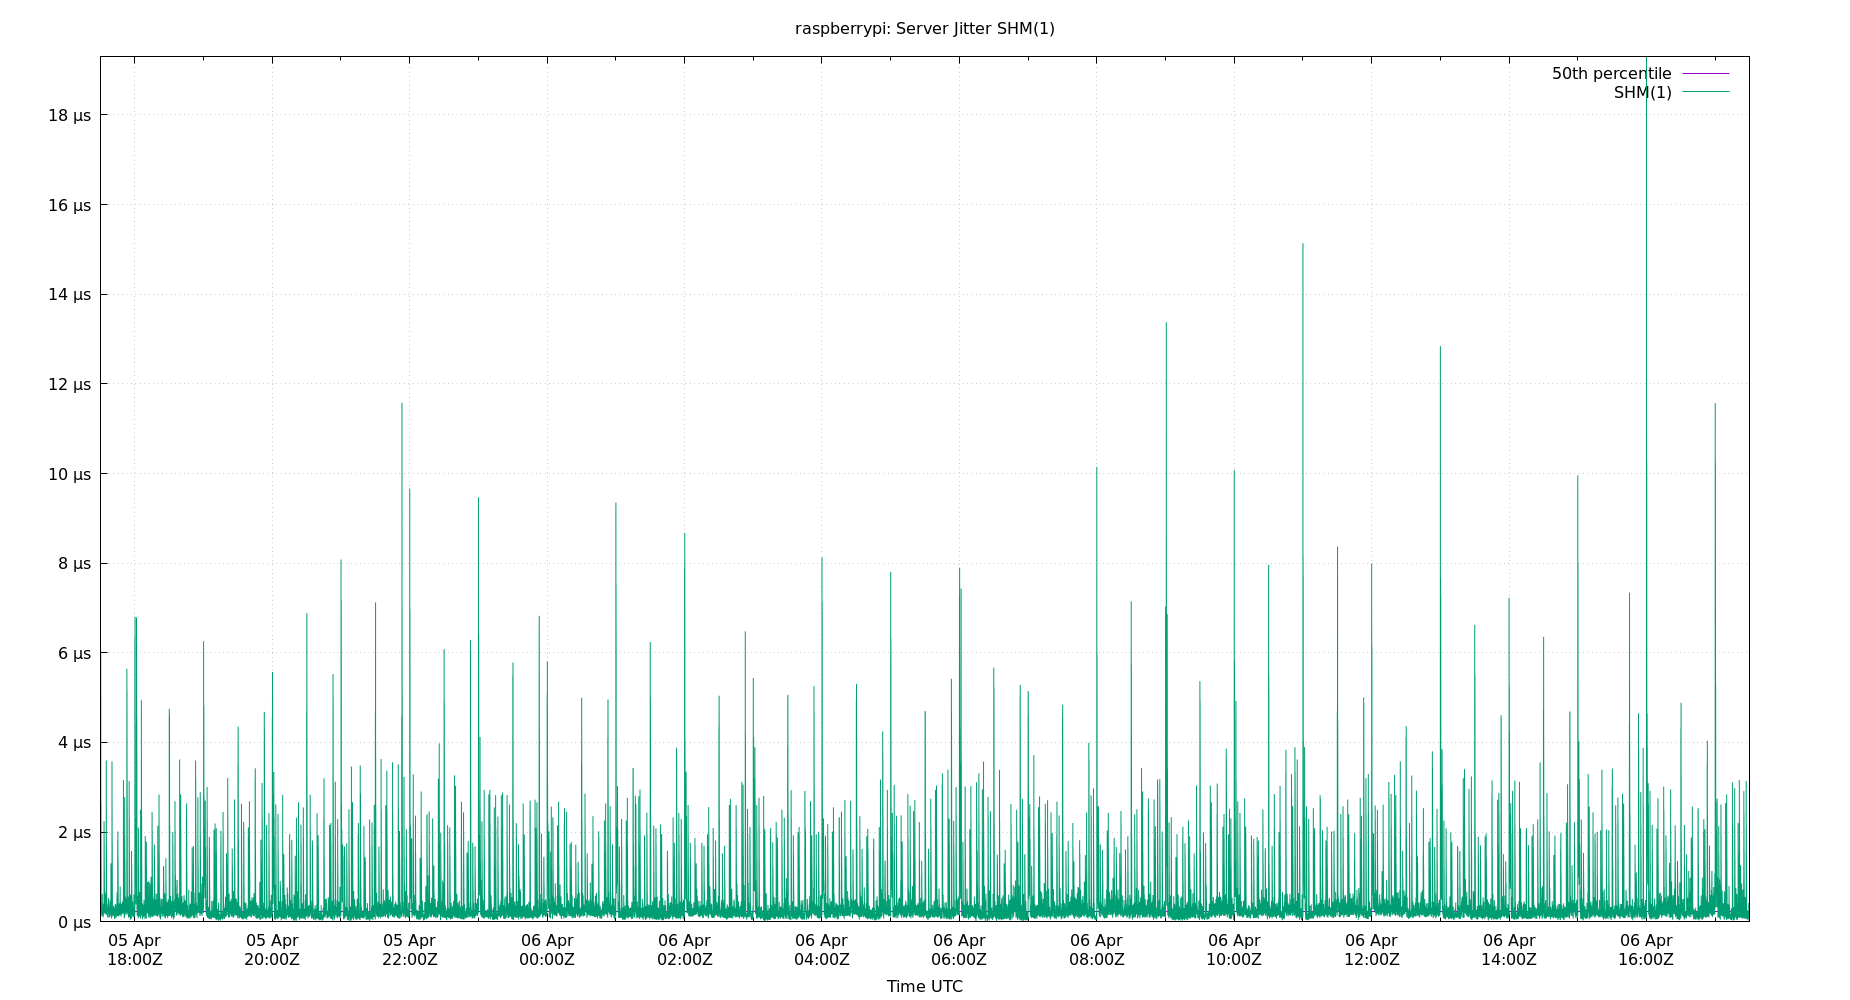 raspberrypi: Server Jitter SHM(1)
50th percentile
SHM(1)
18 µs
16 µs
14 µs
12 µs
10 µs
8 µs
6 µs
4 µs
2 µs
0 µs
05 Apr 05 Apr 05 Apr 06 Apr 06 Apr 06 Apr 06 Apr 06 Apr 06 Apr 06 Apr 06 Apr 06 Apr
18:00Z 20:00Z 22:00Z 00:00Z 02:00Z 04:00Z 06:00Z 08:00Z 10:00Z 12:00Z 14:00Z 16:00Z
Time UTC